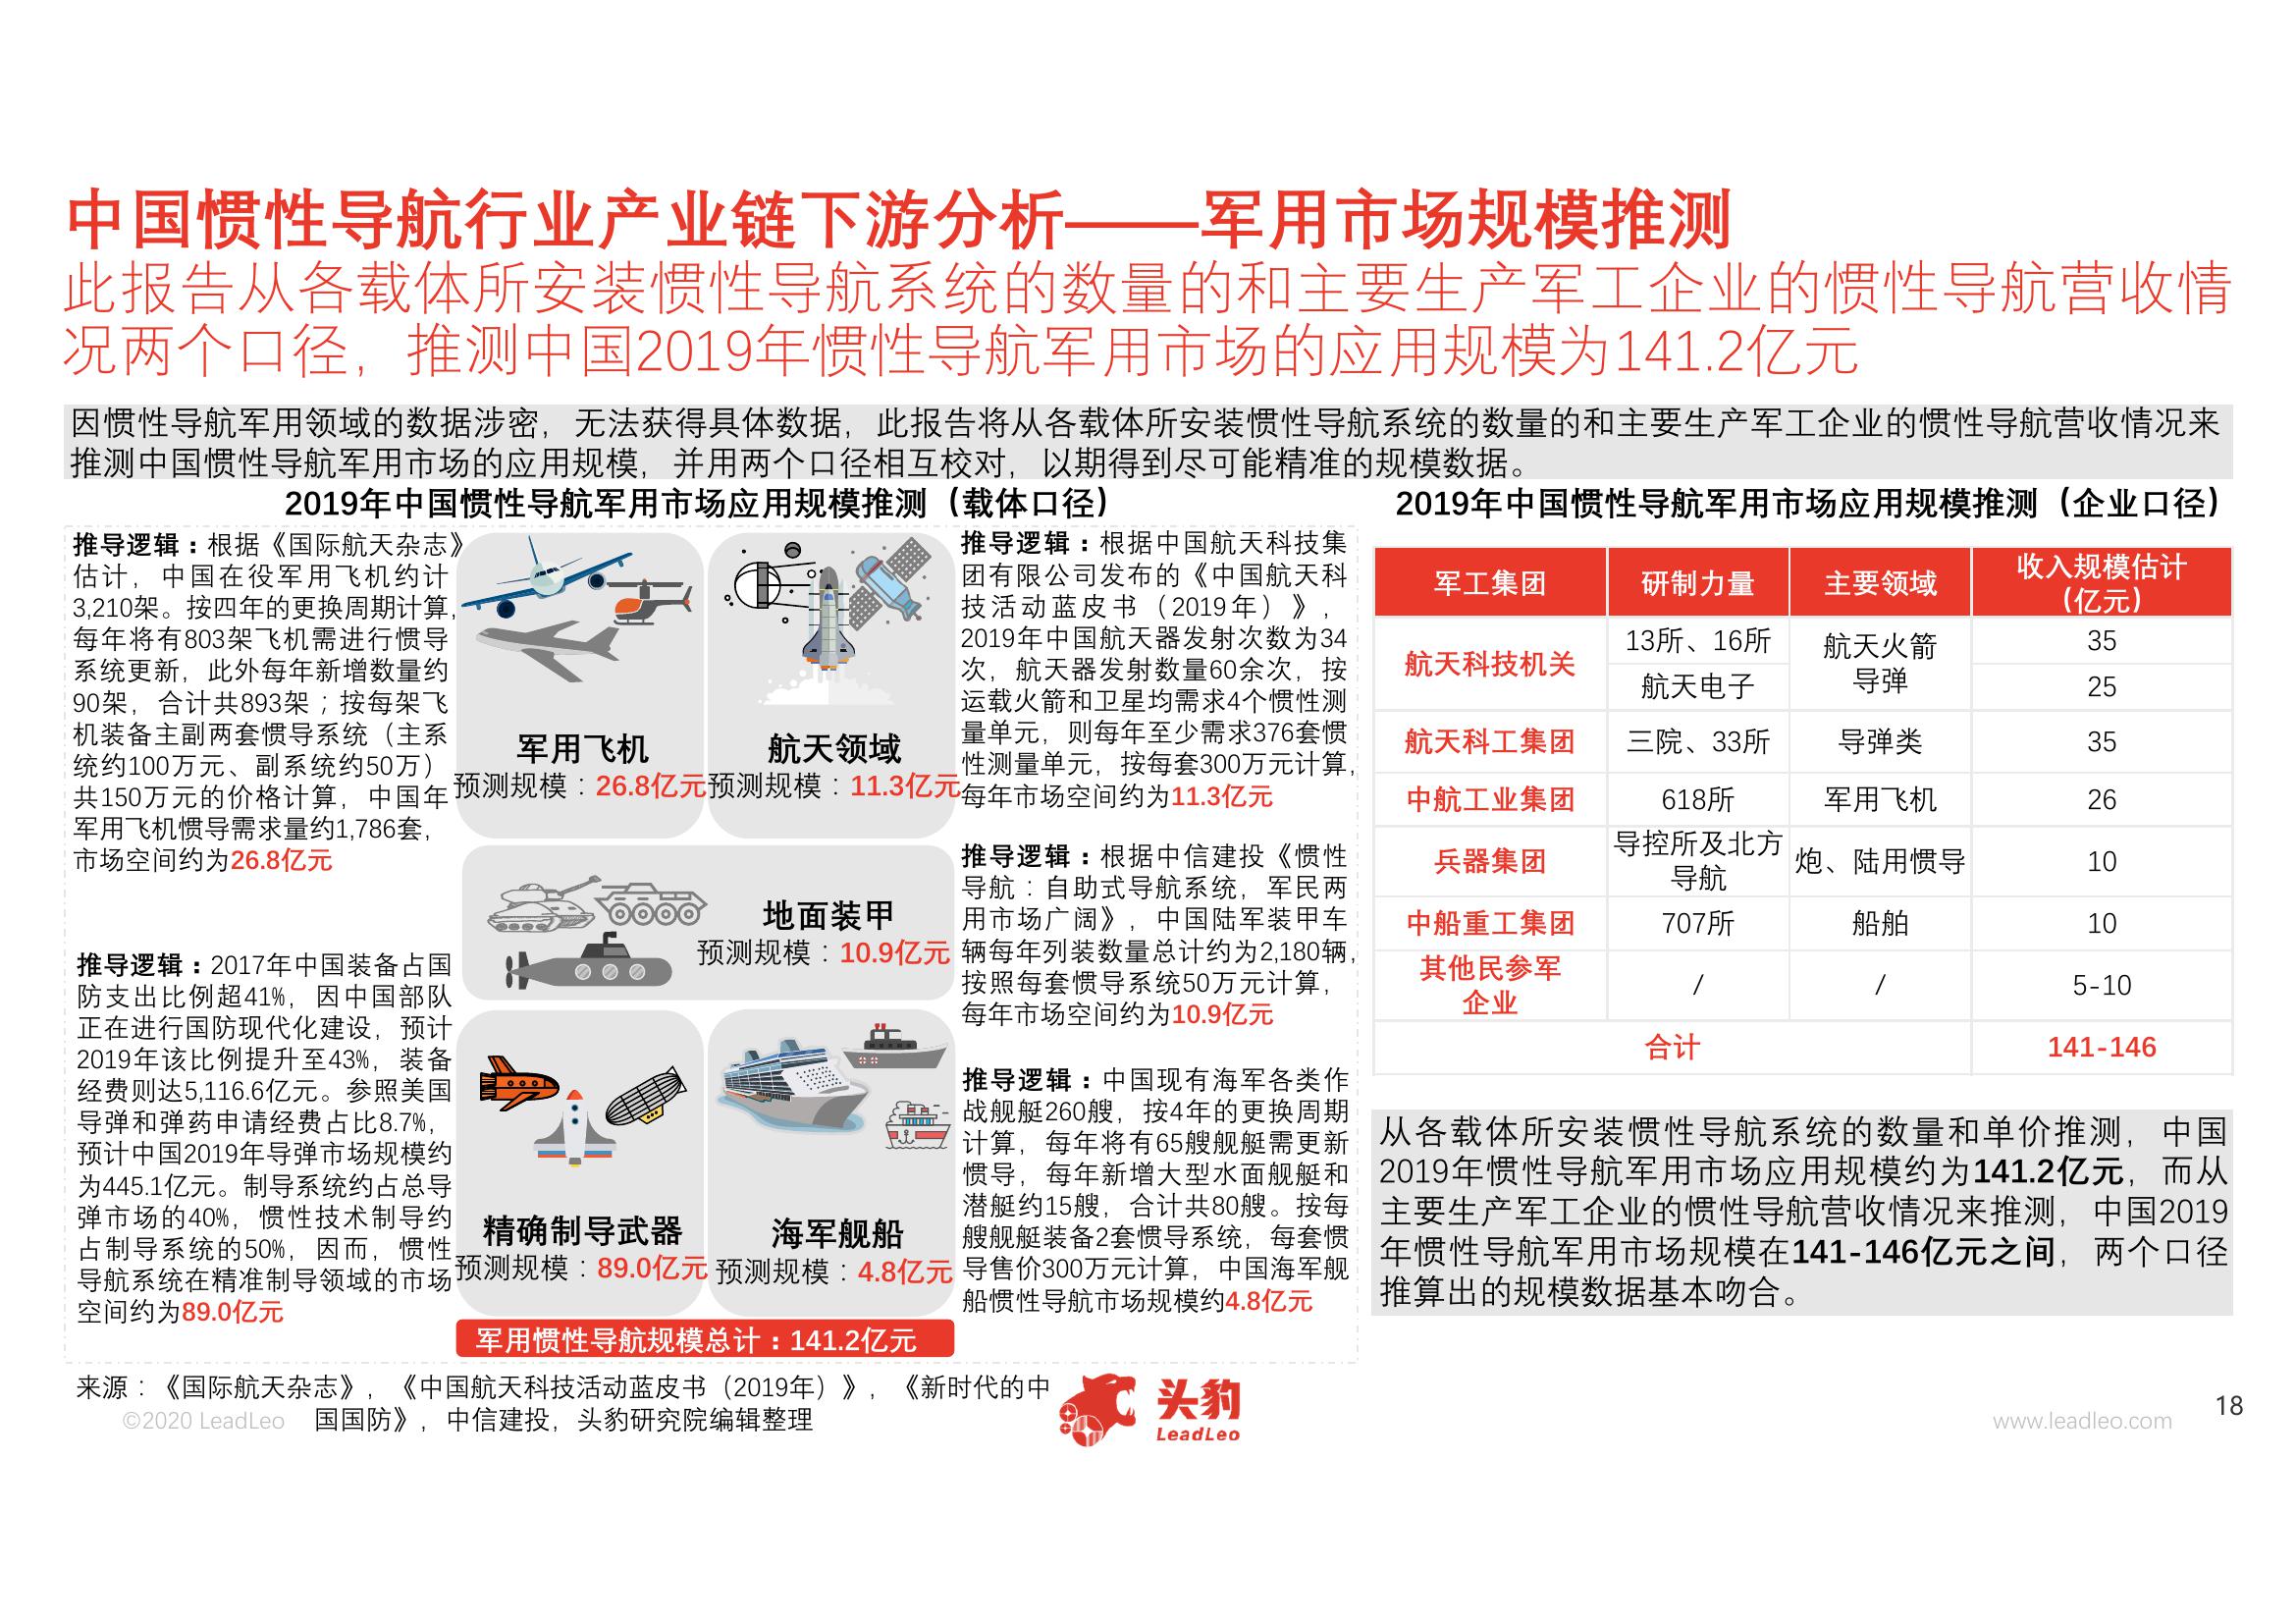 中国惯性导航行业产业链下游分析——军用市场规模推测
此报告从各载体所安装惯性导航系统的数量的和主要生产军工企业的惯性导航营收情
况两个口径，推测中国2019年惯性导航军用市场的应用规模为141.2亿元
因惯性导航军用领域的数据涉密，无法获得具体数据，此报告将从各载体所安装惯性导航系统的数量的和主要生产军工企业的惯性导航营收情况来
推测中国惯性导航军用市场的应用规模，并用两个口径相互校对，以期得到尽可能精准的规模数据。
2019年中国惯性导航军用市场应用规模推测（载体口径）
推导逻辑：根据《国际航天杂志》
估计，中国在役军用飞机约计
3,210架。按四年的更换周期计算，
每年将有803架飞机需进行惯导
系统更新，此外每年新增数量约
90架，合计共893架；按每架飞
机装备主副两套惯导系统（主系
统约100万元、副系统约50万）
共150万元的价格计算，中国年
军用飞机惯导需求量约1,786套，
市场空间约为26.8亿元
推导逻辑：2017年中国装备占国
防支出比例超41%，因中国部队
正在进行国防现代化建设，预计
2019年该比例提升至43%，装备
经费则达5,116.6亿元。参照美国
导弹和弹药申请经费占比8.7%，
预计中国2019年导弹市场规模约
为445.1亿元。制导系统约占总导
弹市场的40%，惯性技术制导约
占制导系统的50%，因而，惯性
导航系统在精准制导领域的市场
空间约为89.0亿元
军用飞机
预测规模：26.8亿元
航天领域
预测规模：11.3亿元
地面装甲
预测规模：10.9亿元
精确制导武器
预测规模：89.0亿元
海军舰船
预测规模：4.8亿元
军用惯性导航规模总计：141.2亿元
推导逻辑：根据中国航天科技集
团有限公司发布的《中国航天科
技活动蓝皮书（2019年）》，
2019年中国航天器发射次数为34
次，航天器发射数量60余次，按
运载火箭和卫星均需求4个惯性测
量单元，则每年至少需求376套惯
性测量单元，按每套300万元计算，
每年市场空间约为11.3亿元
推导逻辑：根据中信建投《惯性
导航：自助式导航系统，军民两
用市场广阔》，中国陆军装甲车
辆每年列装数量总计约为2,180辆，
按照每套惯导系统50万元计算，
每年市场空间约为10.9亿元
推导逻辑：中国现有海军各类作
战舰艇260艘，按4年的更换周期
计算，每年将有65艘舰艇需更新
惯导，每年新增大型水面舰艇和
潜艇约15艘，合计共80艘。按每
艘舰艇装备2套惯导系统，每套惯
导售价300万元计算，中国海军舰
船惯性导航市场规模约4.8亿元
2019年中国惯性导航军用市场应用规模推测（企业口径）
军工集团 研制力量 主要领域 收入规模估计
（亿元）
航天科技机关 13所、16所 航天火箭
导弹 35
航天电子 25
航天科工集团 三院、33所 导弹类 35
中航工业集团 618所 军用飞机 26
兵器集团 导控所及北方
导航 炮、陆用惯导 10
中船重工集团 707所 船舶 10
其他民参军
企业 / / 5-10
合计 141-146
从各载体所安装惯性导航系统的数量和单价推测，中国
2019年惯性导航军用市场应用规模约为141.2亿元，而从
主要生产军工企业的惯性导航营收情况来推测，中国2019
年惯性导航军用市场规模在141-146亿元之间，两个口径
推算出的规模数据基本吻合。
来源：《国际航天杂志》，《中国航天科技活动蓝皮书（2019年）》，《新时代的中
国国防》，中信建投，头豹研究院编辑整理
©2020 LeadLeo
头豹
LeadLeo
www.leadleo.com
18